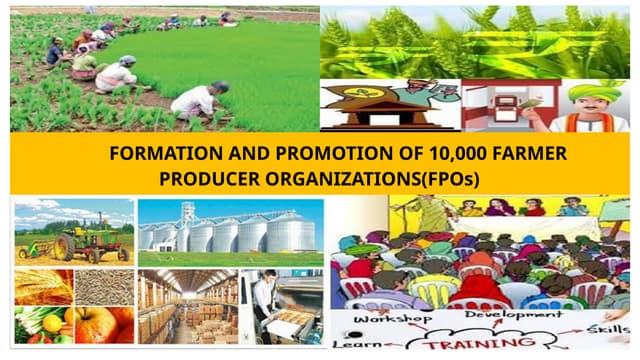 FORMATION AND PROMOTION OF 10,000 FARMER
PRODUCER ORGANIZATIONS(FPOs)
Workshop Development
Skills
Learn TRAINING